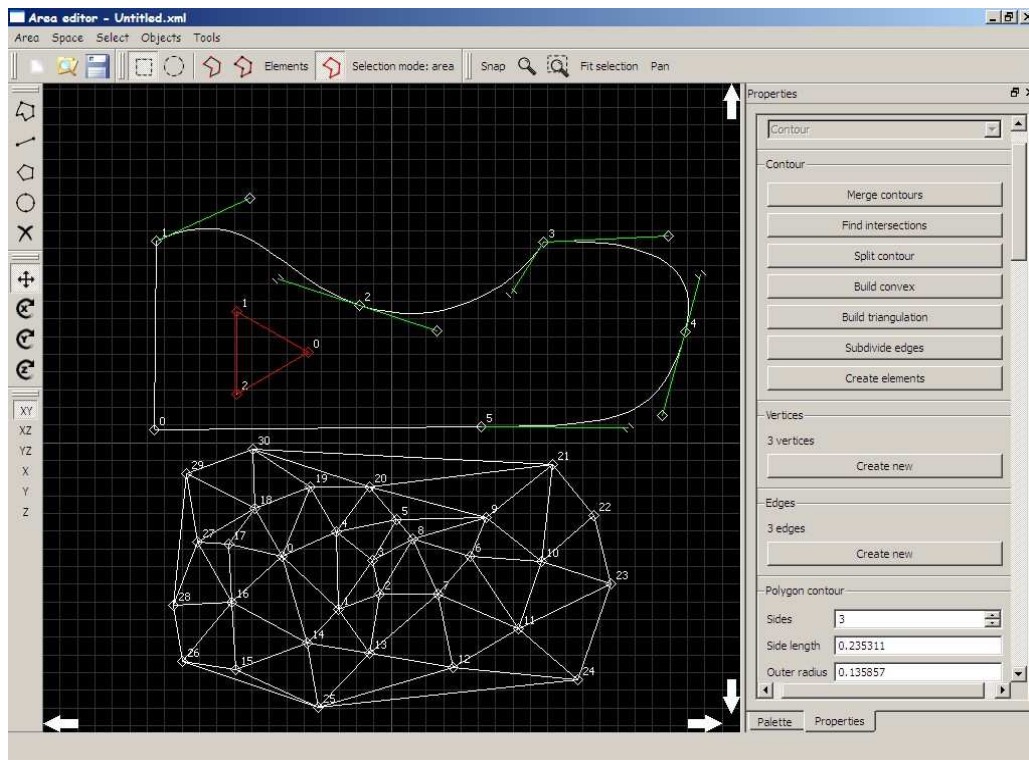 Area editor - Untitled.xml
Area Space Select Objects Tools
Elements Selection mode: area Snap Fit selection Pan
Properties
Contour
Contour
Merge contours
Find intersections
Split contour
Build convex
Build triangulation
Subdivide edges
Create elements
Vertices
3 vertices
Create new
Edges
3 edges
Create new
Polygon contour
Sides 3
Side length 0.235311
Outer radius 0.135857
Palette Properties
X
Y
Z
XY
XZ
YZ
X
Y
Z
1
3
2
1
0
4
2
0
5
30
21
29
19
20
18
22
5
9
4
8
27
17
0
3
6
10
23
2
7
28
16
1
11
14
13
26
15
12
24
25